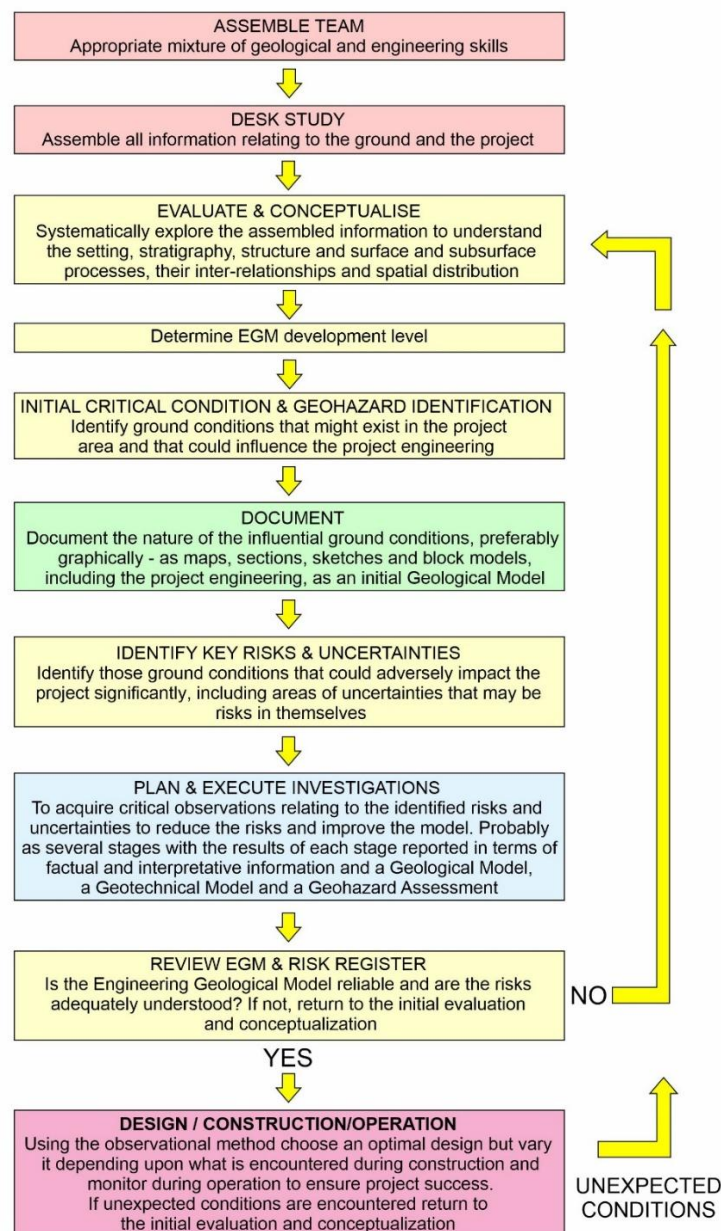 ASSEMBLE TEAM
Appropriate mixture of geological and engineering skills
DESK STUDY
Assemble all information relating to the ground and the project
EVALUATE & CONCEPTUALISE
Systematically explore the assembled information to understand
the setting, stratigraphy, structure and surface and subsurface
processes, their inter-relationships and spatial distribution
Determine EGM development level
INITIAL CRITICAL CONDITION & GEOHAZARD IDENTIFICATION
Identify ground conditions that might exist in the project
area and that could influence the project engineering
DOCUMENT
Document the nature of the influential ground conditions, preferably
graphically - as maps, sections, sketches and block models,
including the project engineering, as an initial Geological Model
IDENTIFY KEY RISKS & UNCERTAINTIES
Identify those ground conditions that could adversely impact the
project significantly, including areas of uncertainties that may be
risks in themselves
PLAN & EXECUTE INVESTIGATIONS
To acquire critical observations relating to the identified risks and
uncertainties to reduce the risks and improve the model. Probably
as several stages with the results of each stage reported in terms of
factual and interpretative information and a Geological Model,
a Geotechnical Model and a Geohazard Assessment
REVIEW EGM & RISK REGISTER
Is the Engineering Geological Model reliable and are the risks
adequately understood? If not, return to the initial evaluation
and conceptualization
NO
YES
DESIGN / CONSTRUCTION/OPERATION
Using the observational method choose an optimal design but vary
it depending upon what is encountered during construction and
monitor during operation to ensure project success.
If unexpected conditions are encountered return to
the initial evaluation and conceptualization
UNEXPECTED
CONDITIONS